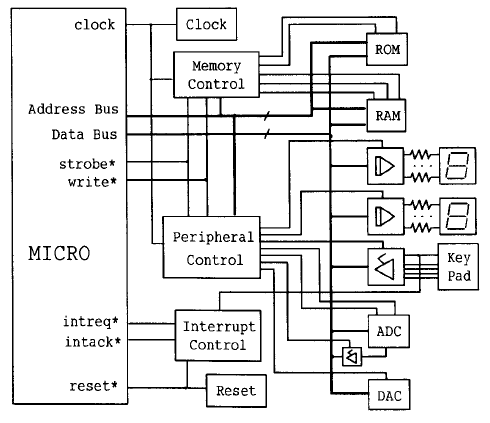 clock
Clock
ROM
Memory
Control
Address Bus
RAM
Data Bus
strobe*
write*
Peripheral
Control
MICRO
Key
Pad
intreq*
Interrupt
ADC
intack*
Control
reset*
Reset
DAC